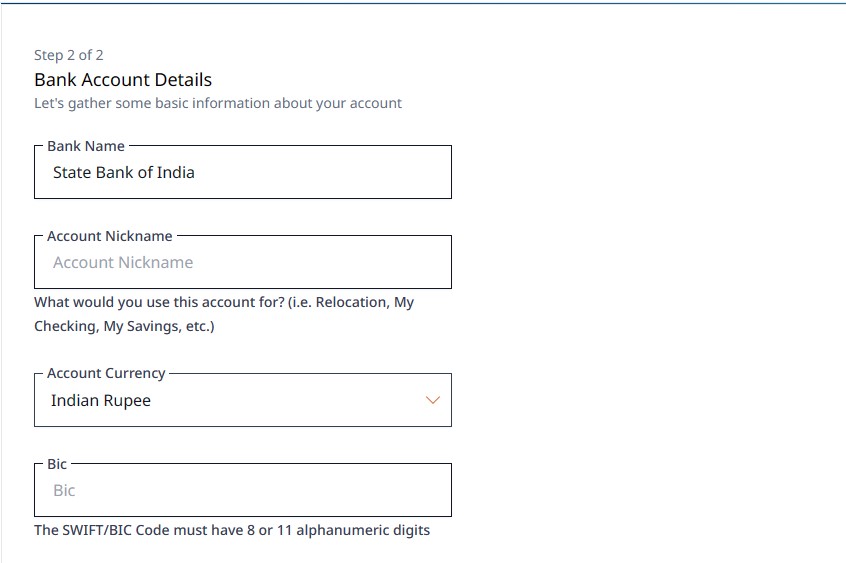 Step 2 of 2
Bank Account Details
Let's gather some basic information about your account
Bank Name
State Bank of India
Account Nickname
Account Nickname
What would you use this account for? (i.e. Relocation, My
Checking, My Savings, etc.)
Account Currency
Indian Rupee
Bic
Bic
The SWIFT/BIC Code must have 8 or 11 alphanumeric digits